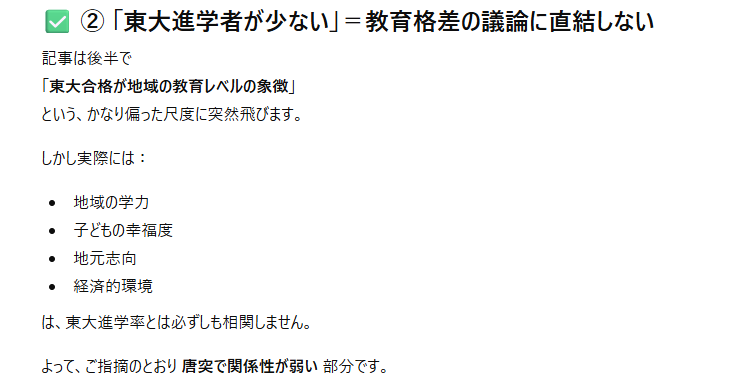 ✅ ② 「東大進学者が少ない」＝教育格差の議論に直結しない
記事は後半で
「東大合格が地域の教育レベルの象徴」
という、かなり偏った尺度に突然飛びます。
しかし実際には：
• 地域の学力
• 子どもの幸福度
• 地元志向
• 経済的環境
は、東大進学率とは必ずしも相関しません。
よって、ご指摘のとおり 唐突で関係性が弱い 部分です。